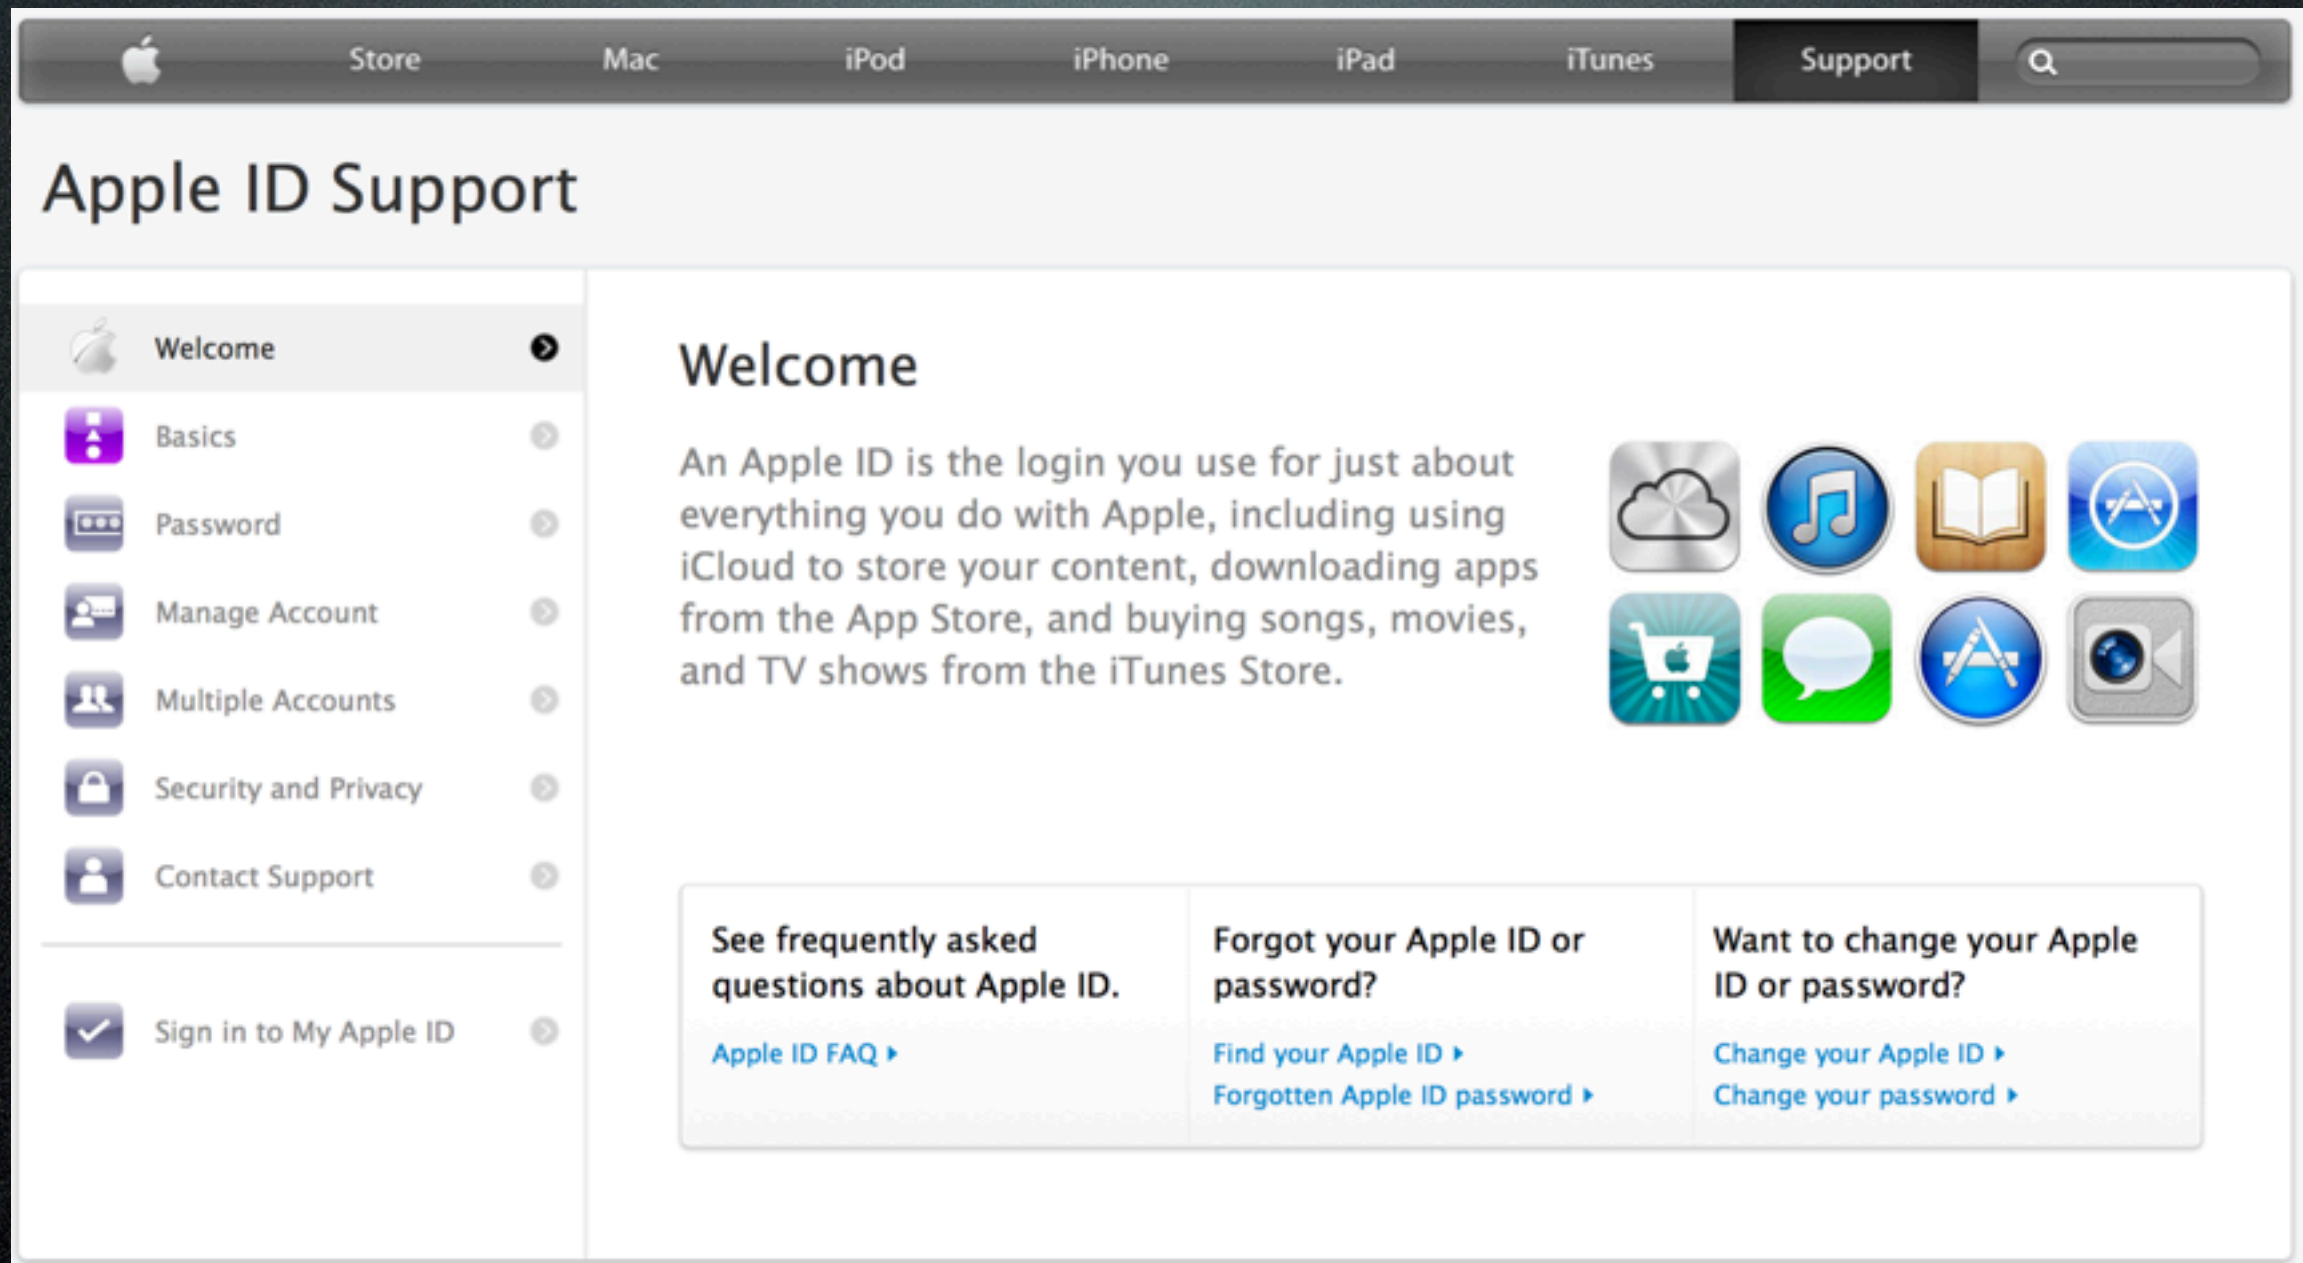 Store
Mac
iPod
iPhone
iPad
iTunes
Support
Apple ID Support
Welcome
Basics
Password
Manage Account
Multiple Accounts
Security and Privacy
Contact Support
Sign in to My Apple ID
Welcome
An Apple ID is the login you use for just about
everything you do with Apple, including using
iCloud to store your content, downloading apps
from the App Store, and buying songs, movies,
and TV shows from the iTunes Store.
See frequently asked
questions about Apple ID.
Apple ID FAQ
Forgot your Apple ID or
password?
Find your Apple ID
Forgotten Apple ID password
Want to change your Apple
ID or password?
Change your Apple ID
Change your password